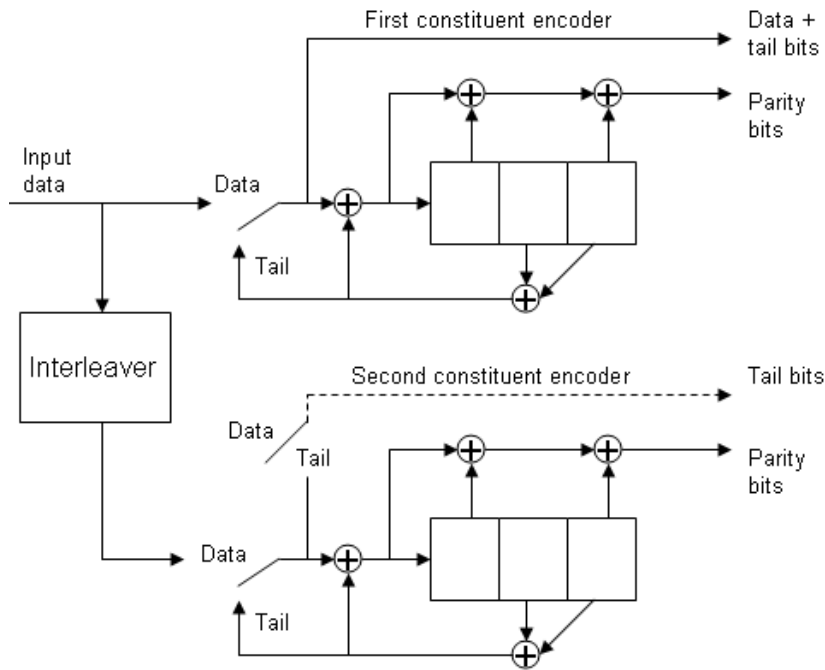 First constituent encoder
Data +
tail bits
Parity
bits
Input
data
Data
Tail
Interleaver
Second constituent encoder
Tail bits
Data
Tail
Parity
bits
Data
Tail